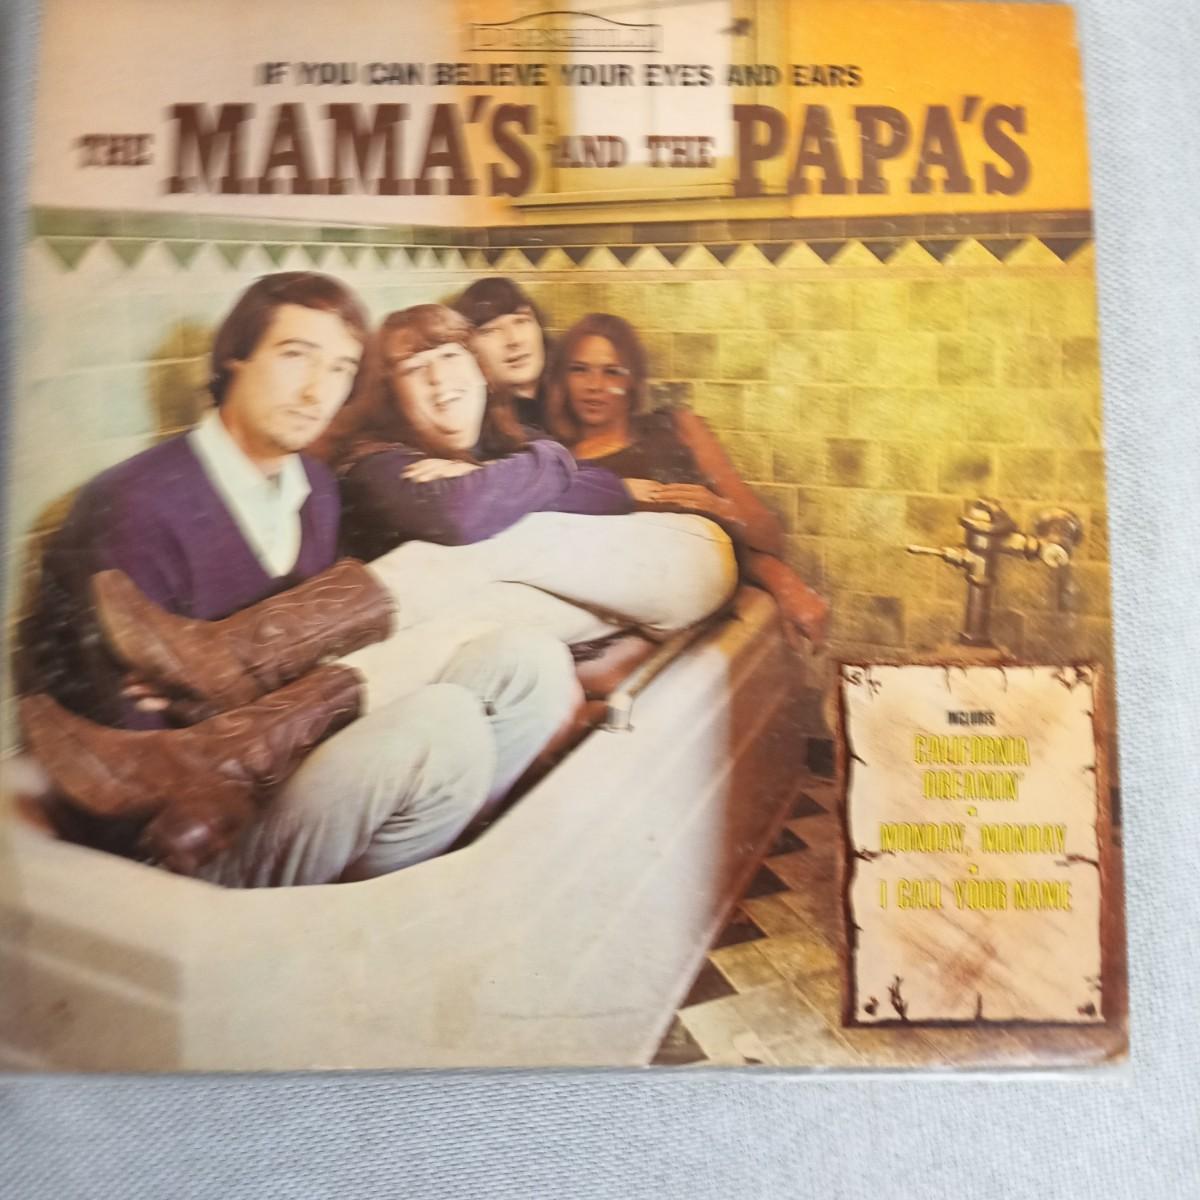 DUNHILL
IF YOU CAN BELIEVE YOUR EYES AND EARS
THE MAMA'S AND THE PAPA'S
INCLUDES
CALIFORNIA
DREAMIN'
•
MONDAY, MONDAY
•
I CALL YOUR NAME